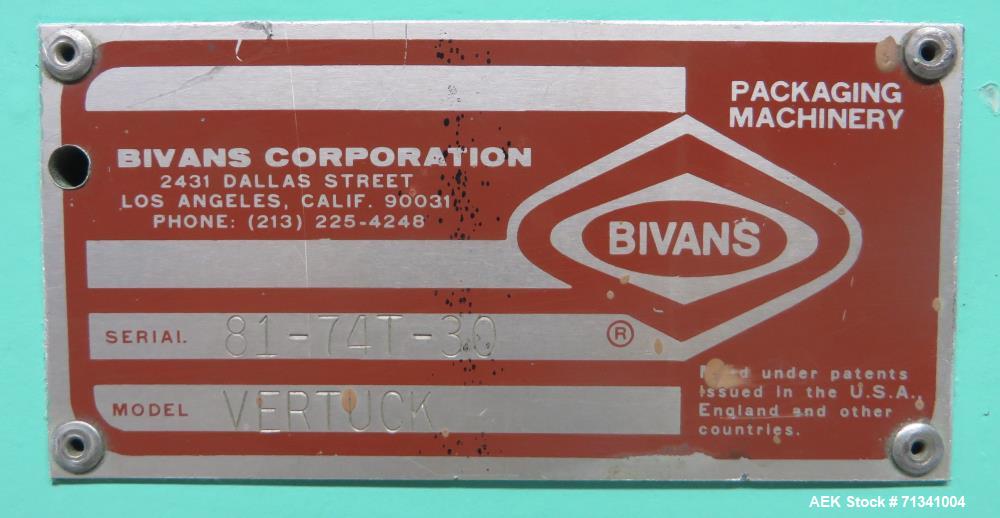 PACKAGING
MACHINERY
BIVANS CORPORATION
2431 DALLAS STREET
LOS ANGELES, CALIF. 90031
PHONE: (213) 225-4248
BIVANS
SERIAL 81-74T-30
®
MODEL VERTUCK
under patents
issued in the U.S.A.,
England and other
countries.
AEK Stock # 71341004